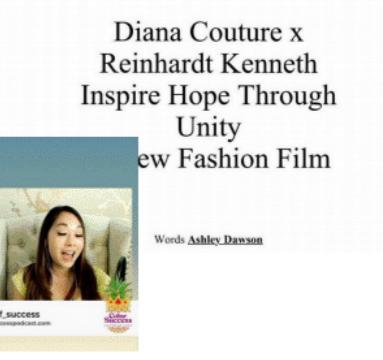 Diana Couture x
Reinhardt Kenneth
Inspire Hope Through
Unity
ew Fashion Film
Words Ashley Dawson
f_success
SUCCESS